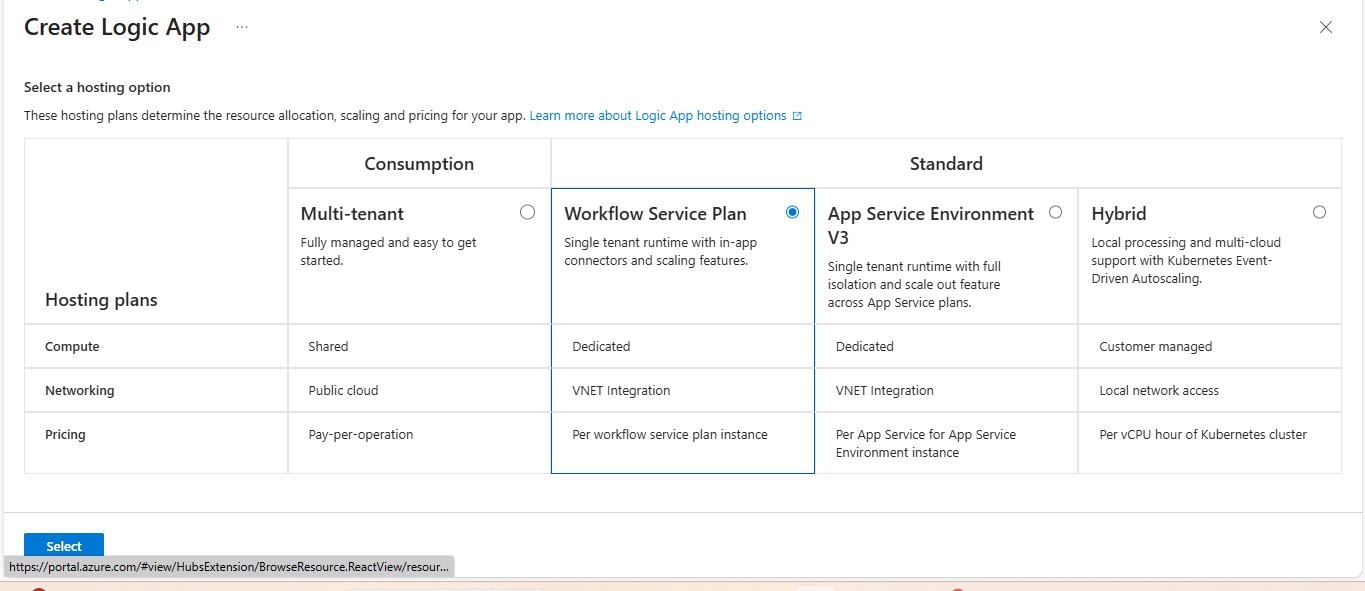 Create Logic App ...
Select a hosting option
These hosting plans determine the resource allocation, scaling and pricing for your app. Learn more about Logic App hosting options
Consumption
Standard
Hosting plans
Multi-tenant
Fully managed and easy to get
started.
Workflow Service Plan
Single tenant runtime with in-app
connectors and scaling features.
App Service Environment
V3
Single tenant runtime with full
isolation and scale out feature
across App Service plans.
Hybrid
Local processing and multi-cloud
support with Kubernetes Event-
Driven Autoscaling.
Compute
Shared
Dedicated
Dedicated
Customer managed
Networking
Public cloud
VNET Integration
VNET Integration
Local network access
Pricing
Pay-per-operation
Per workflow service plan instance
Per App Service for App Service
Environment instance
Per vCPU hour of Kubernetes cluster
Select
https://portal.azure.com/#view/HubsExtension/BrowseResource.ReactView/resour...